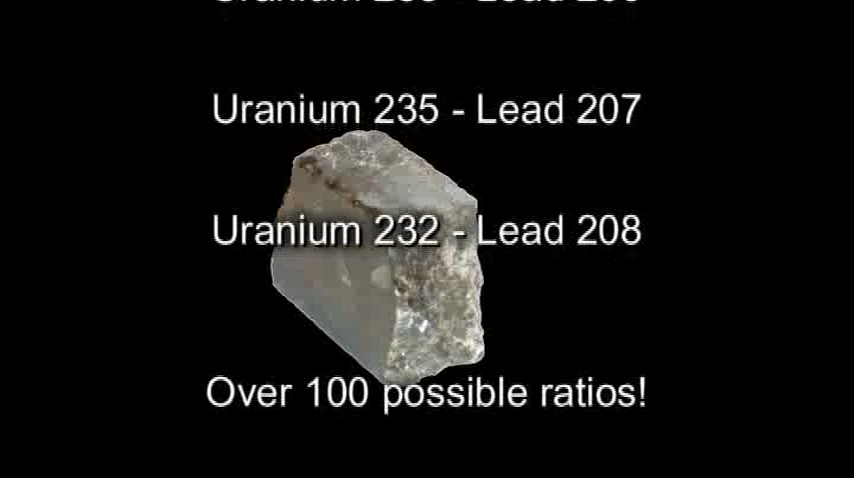 Uranium 235 - Lead 207
Uranium 232 - Lead 208
Over 100 possible ratios!